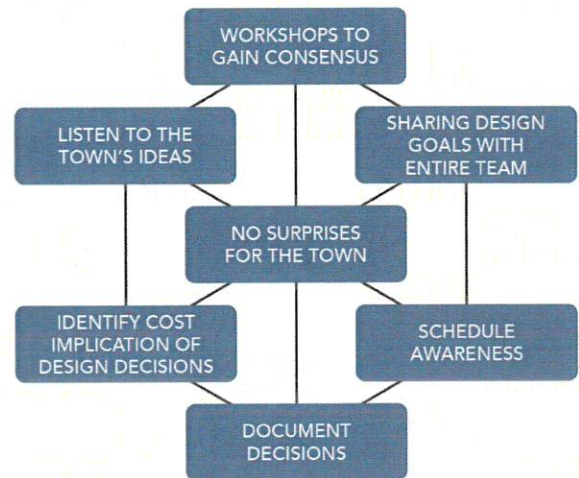 WORKSHOPS TO
GAIN CONSENSUS
LISTEN TO THE
TOWN'S IDEAS
SHARING DESIGN
GOALS WITH
ENTIRE TEAM
NO SURPRISES
FOR THE TOWN
IDENTIFY COST
IMPLICATION OF
DESIGN DECISIONS
SCHEDULE
AWARENESS
DOCUMENT
DECISIONS